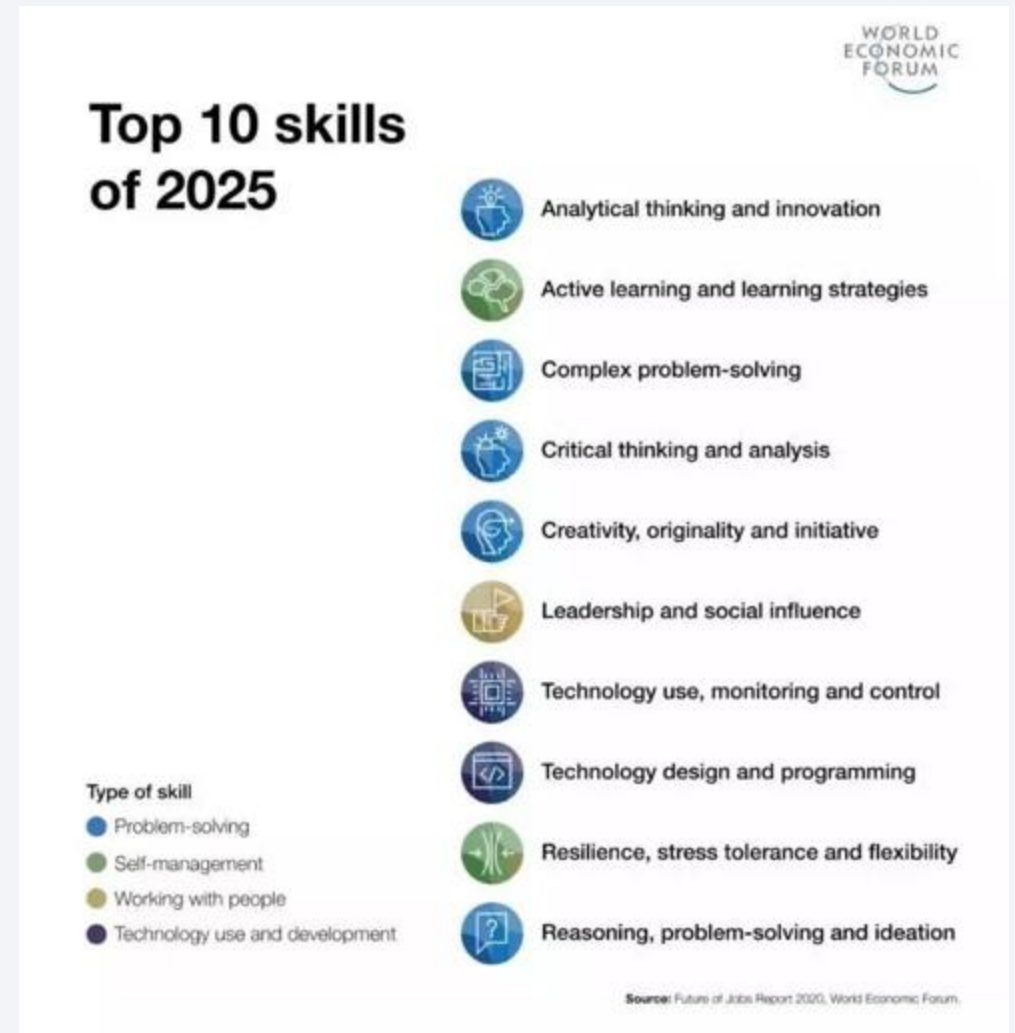 WORLD
ECONOMIC
FORUM
Top 10 skills
of 2025
Analytical thinking and innovation
Active learning and learning strategies
Complex problem-solving
Critical thinking and analysis
Creativity, originality and initiative
Leadership and social influence
Technology use, monitoring and control
Technology design and programming
Resilience, stress tolerance and flexibility
Reasoning, problem-solving and ideation
Type of skill
Problem-solving
Self-management
Working with people
Technology use and development
Source: Future of Jobs Report 2020, World Economic Forum.